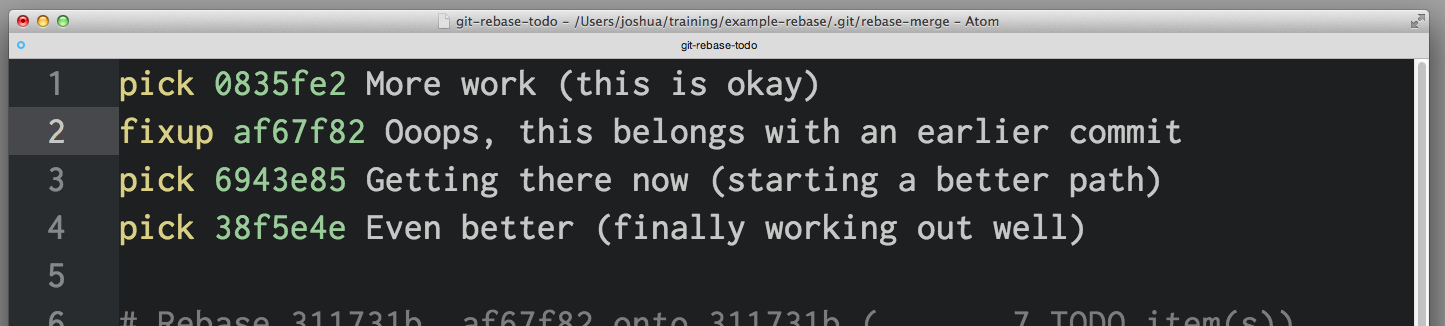 git-rebase-todo – /Users/joshua/training/example-rebase/.git/rebase-merge – Atom
git-rebase-todo
1 pick 0835fe2 More work (this is okay)
2 fixup af67f82 Ooops, this belongs with an earlier commit
3 pick 6943e85 Getting there now (starting a better path)
4 pick 38f5e4e Even better (finally working out well)
5
6 # Rebase 311731b..af67f82 onto 311731b ( 7 TODO item(s))